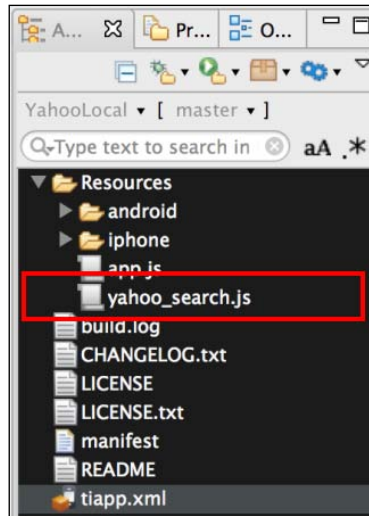 A... Pr... O...
YahooLocal [ master ]
Type text to search in aA .*
Resources
android
iphone
app.js
yahoo_search.js
build.log
CHANGELOG.txt
LICENSE
LICENSE.txt
manifest
README
tiapp.xml